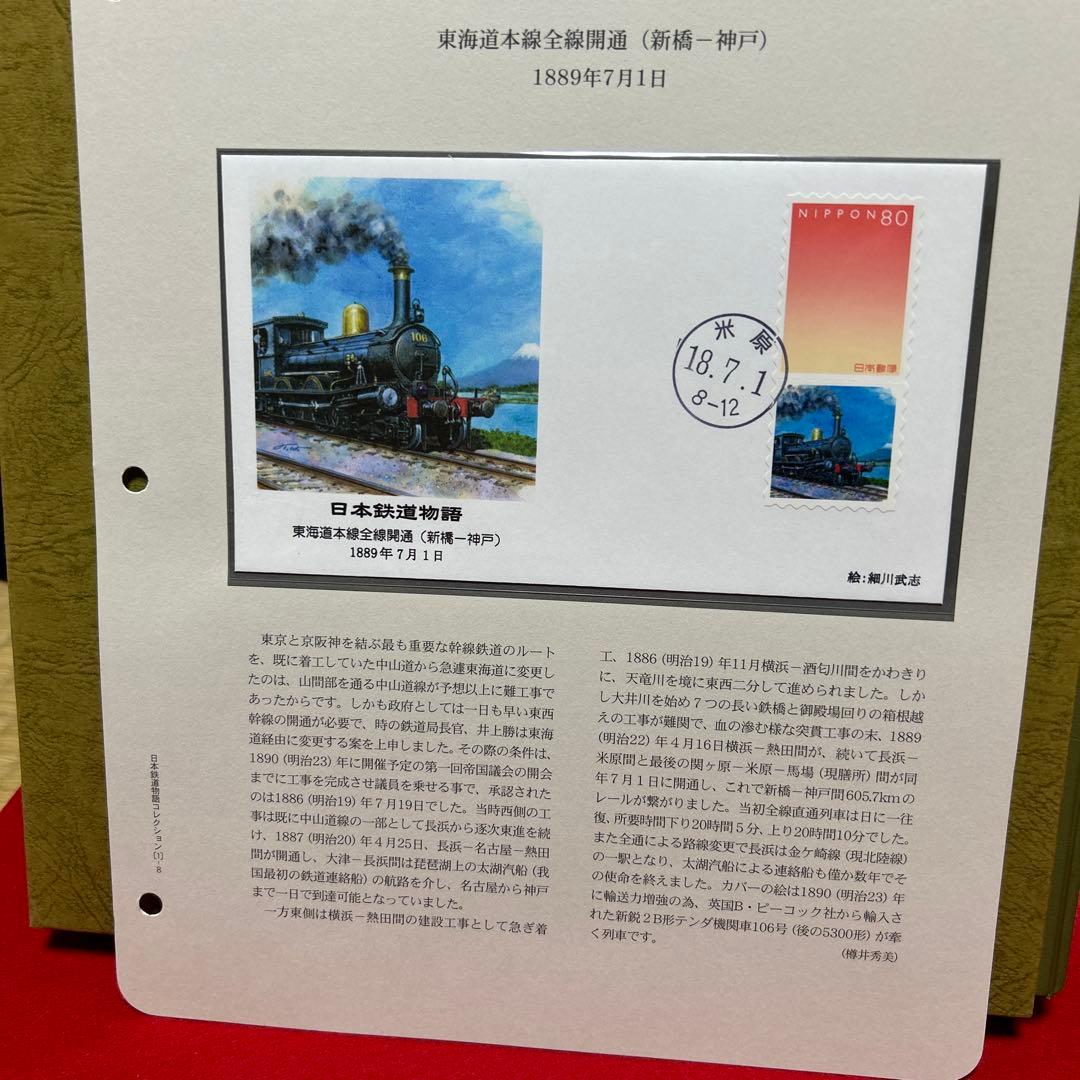 東海道本線全線開通（新橋－神戸）
1889年7月1日
NIPPON80
日本郵便
米原
18.7.1
8-12
106
日本鉄道物語
東海道本線全線開通（新橋－神戸）
1889年7月1日
絵：細川武志
東京と京阪神を結ぶ最も重要な幹線鉄道のルート
を、既に着工していた中山道から急遽東海道に変更し
たのは、山間部を通る中山道線が予想以上に難工事で
あったからです。しかも政府としては一日も早い東西
幹線の開通が必要で、時の鉄道局長官、井上勝は東海
道経由に変更する案を上申しました。その際の条件は、
1890（明治23）年に開催予定の第一回帝国議会の開会
までに工事を完成させ議員を乗せる事で、承認された
のは1886（明治19）年7月19日でした。当時西側の工
事は既に中山道線の一部として長浜から逐次東進を続
け、1887（明治20）年4月25日、長浜－名古屋－熱田
間が開通し、大津－長浜間は琵琶湖上の太湖汽船（我
国最初の鉄道連絡船）の航路を介し、名古屋から神戸
まで一日で到達可能となっていました。
一方東側は横浜－熱田間の建設工事として急ぎ着
工、1886（明治19）年11月横浜－酒匂川間をかわきり
に、天竜川を境に東西二分して進められました。しか
し大井川を始め７つの長い鉄橋と御殿場回りの箱根越
えの工事が難関で、血の滲む様な突貫工事の末、1889
（明治22）年４月16日横浜－熱田間が、続いて長浜－
米原間と最後の関ヶ原－米原－馬場（現膳所）間が同
年７月１日に開通し、これで新橋－神戸間605.7kmの
レールが繋がりました。当初全線直通列車は日に一往
復、所要時間下り20時間５分、上り20時間10分でした。
また全通による路線変更で長浜は金ケ崎線（現北陸線）
の一駅となり、太湖汽船による連絡船も僅か数年でそ
の使命を終えました。カバーの絵は1890（明治23）年
に輸送力増強の為、英国B・ピーコック社から輸入さ
れた新鋭２B形テンダ機関車106号（後の5300形）が牽
く列車です。
（樽井秀美）
日本鉄道物語コレクション〔1〕-8